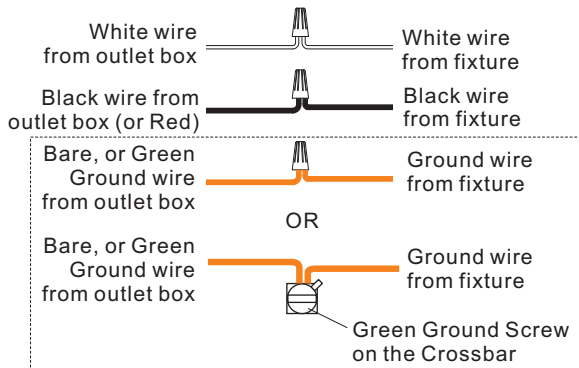 White wire
from outlet box
White wire
from fixture
Black wire from
outlet box (or Red)
Black wire
from fixture
Bare, or Green
Ground wire
from outlet box
Ground wire
from fixture
OR
Bare, or Green
Ground wire
from outlet box
Ground wire
from fixture
Green Ground Screw
on the Crossbar